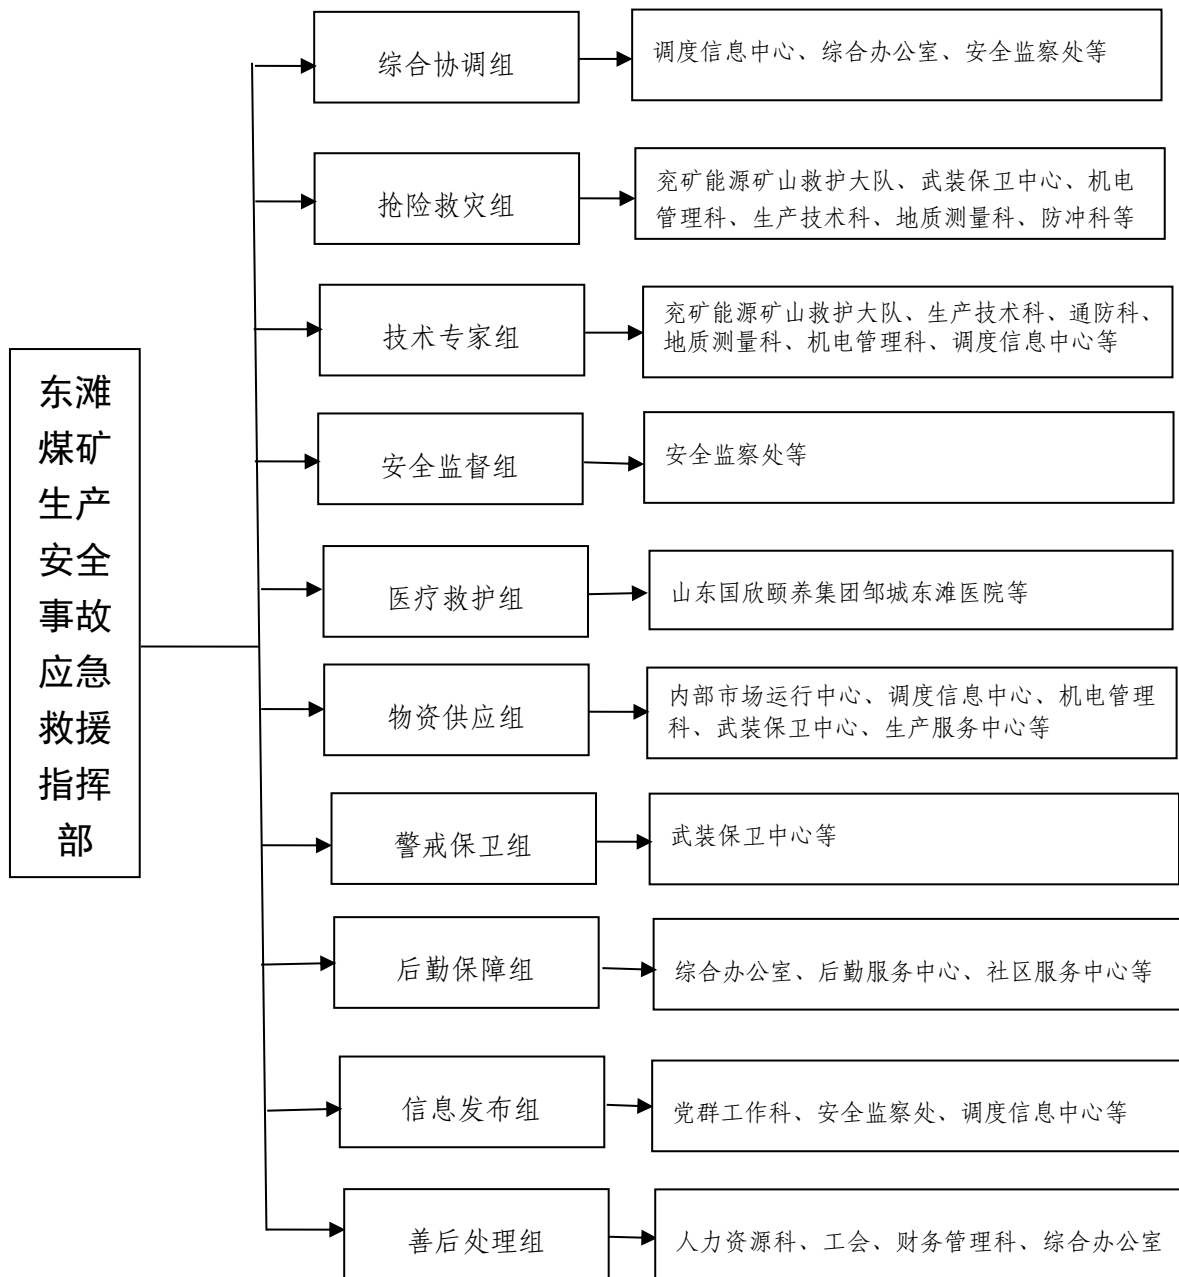 东滩
煤矿
生产
安全
事故
应急
救援
指挥
部
综合协调组
调度信息中心、综合办公室、安全监察处等
抢险救灾组
兖矿能源矿山救护大队、武装保卫中心、机电
管理科、生产技术科、地质测量科、防冲科等
技术专家组
兖矿能源矿山救护大队、生产技术科、通防科、
地质测量科、机电管理科、调度信息中心等
安全监督组
安全监察处等
医疗救护组
山东国欣颐养集团邹城东滩医院等
物资供应组
内部市场运行中心、调度信息中心、机电管理
科、武装保卫中心、生产服务中心等
警戒保卫组
武装保卫中心等
后勤保障组
综合办公室、后勤服务中心、社区服务中心等
信息发布组
党群工作科、安全监察处、调度信息中心等
善后处理组
人力资源科、工会、财务管理科、综合办公室